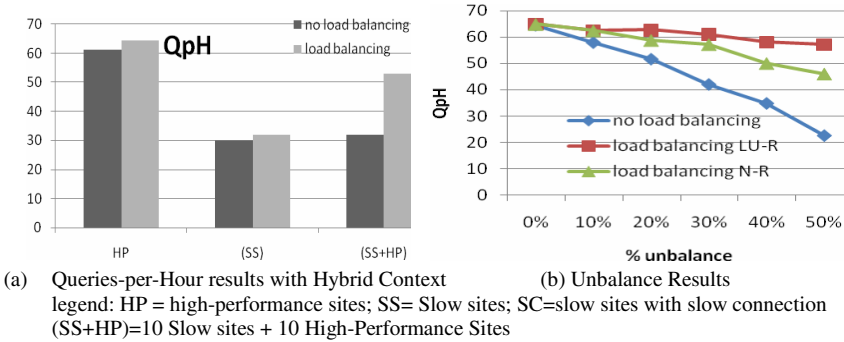 QpH
no load balancing
load balancing
70
60
50
40
30
20
10
0
HP
(SS)
(SS+HP)
70
60
50
40
30
20
10
0
QpH
no load balancing
load balancing LU-R
load balancing N-R
0% 10% 20% 30% 40% 50%
% unbalance
(a) Queries-per-Hour results with Hybrid Context
(b) Unbalance Results
legend: HP = high-performance sites; SS= Slow sites; SC=slow sites with slow connection
(SS+HP)=10 Slow sites + 10 High-Performance Sites